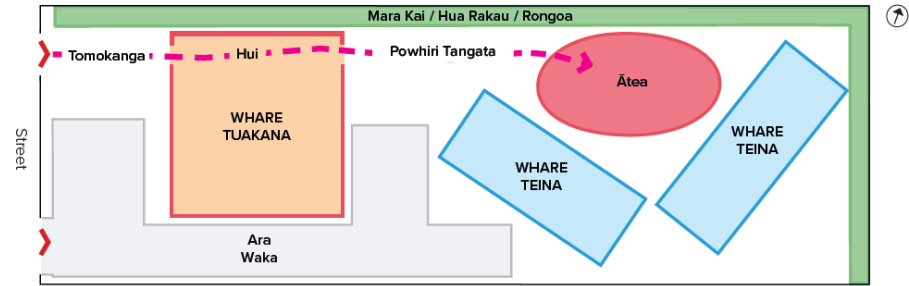 Mara Kai / Hua Rakau / Rongoa
Tomokanga
Hui
Powhiri Tangata
Ātea
WHARE
TUAKANA
WHARE
TEINA
WHARE
TEINA
Street
Ara
Waka